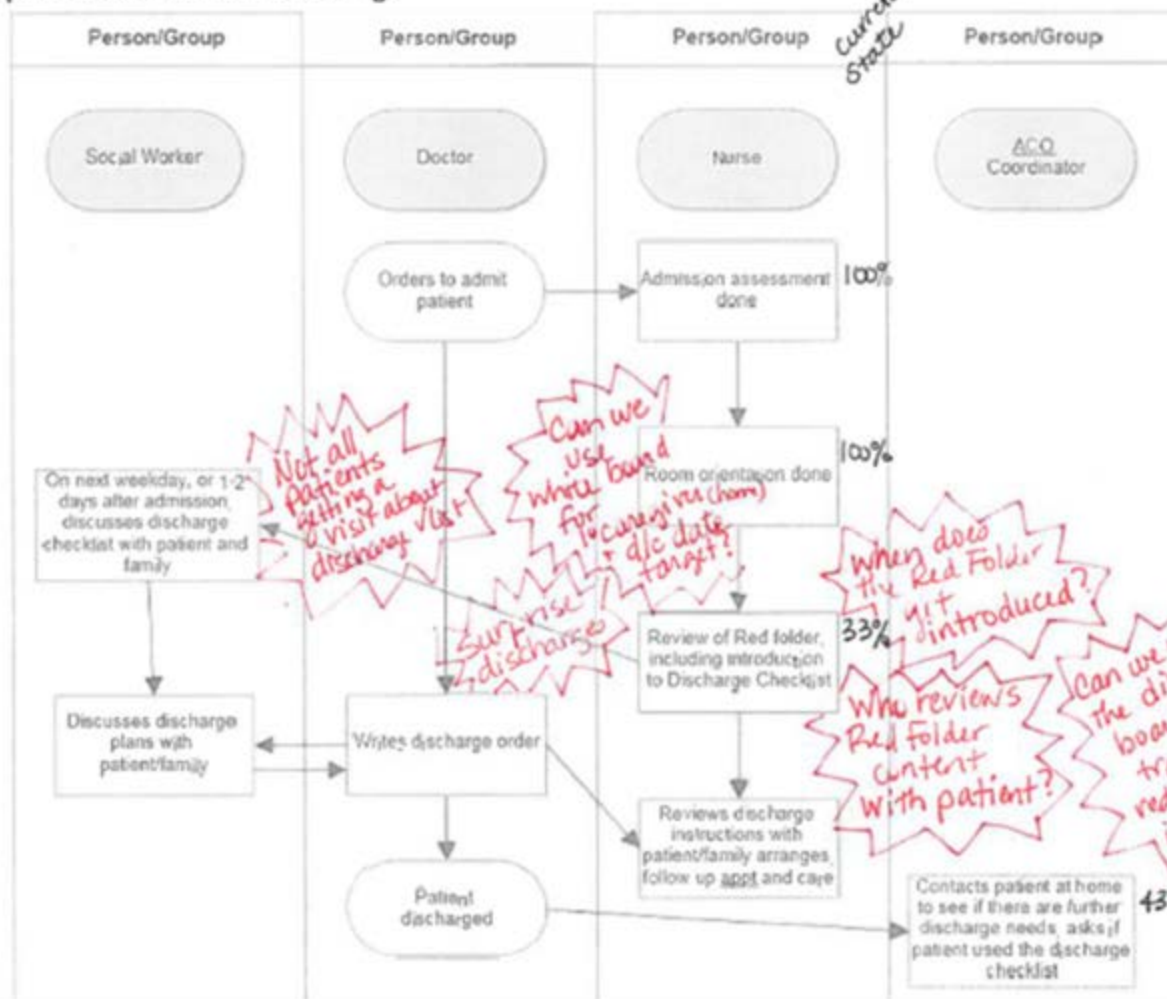 Person/Group
Person/Group
Person/Group
Person/Group
State
Social Worker
Doctor
Nurse
ACO
Coordinator
Orders to admit
patient
Admission assessment
done
100%
Not all
patients
getting a
visit about
discharge
list
Can we
use
white board
for
caregiver (home)
+ d/c date
target?
On next weekday, or 1-2
days after admission,
discusses discharge
checklist with patient and
family
Room orientation done
100%
surprise
discharges
Review of Red folder,
including introduction
to Discharge Checklist
33%
When does
the Red Folder
get
introduced?
Who reviews
Red Folder
content
with patient?
Can we
the
Discusses discharge
plans with
patient/family
Writes discharge order
Reviews discharge
instructions with
patient/family arranges,
follow up appt and care
Patient
discharged
Contacts patient at home
to see if there are further
discharge needs, asks if
patient used the discharge
checklist
43